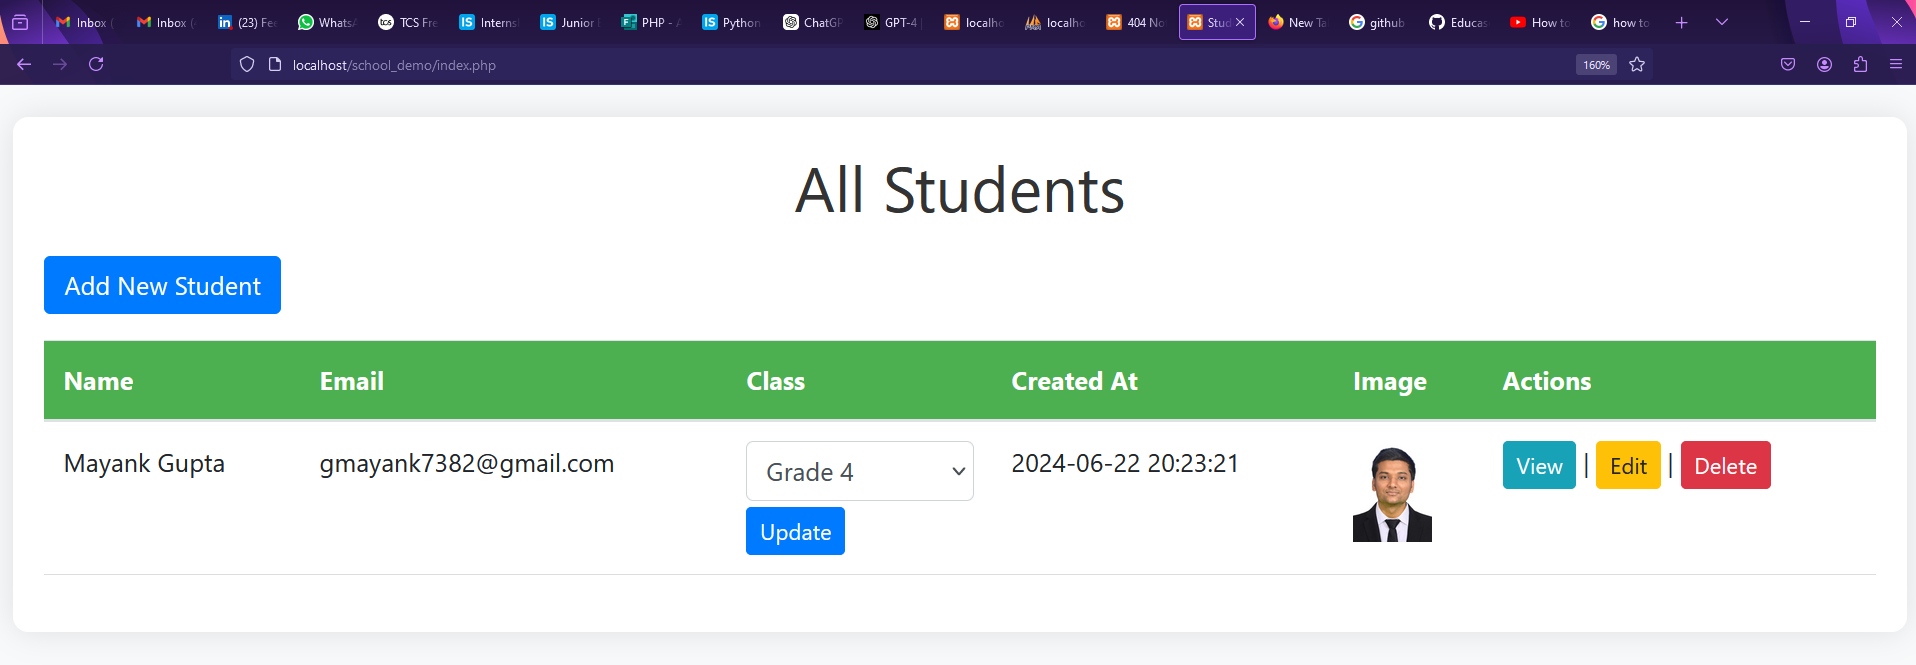 Inbox (
Inbox (
(23) Fee
Whats
TCS Fre
Interns
Junior
PHP - A
Python
ChatGP
GPT-4 |
localho
localho
404 No
Stud
New Ta
github
Educas
How to
how to
localhost/school_demo/index.php
160%
All Students
Add New Student
Name Email Class Created At Image Actions
Mayank Gupta gmayank7382@gmail.com Grade 4 2024-06-22 20:23:21 View | Edit | Delete
Update